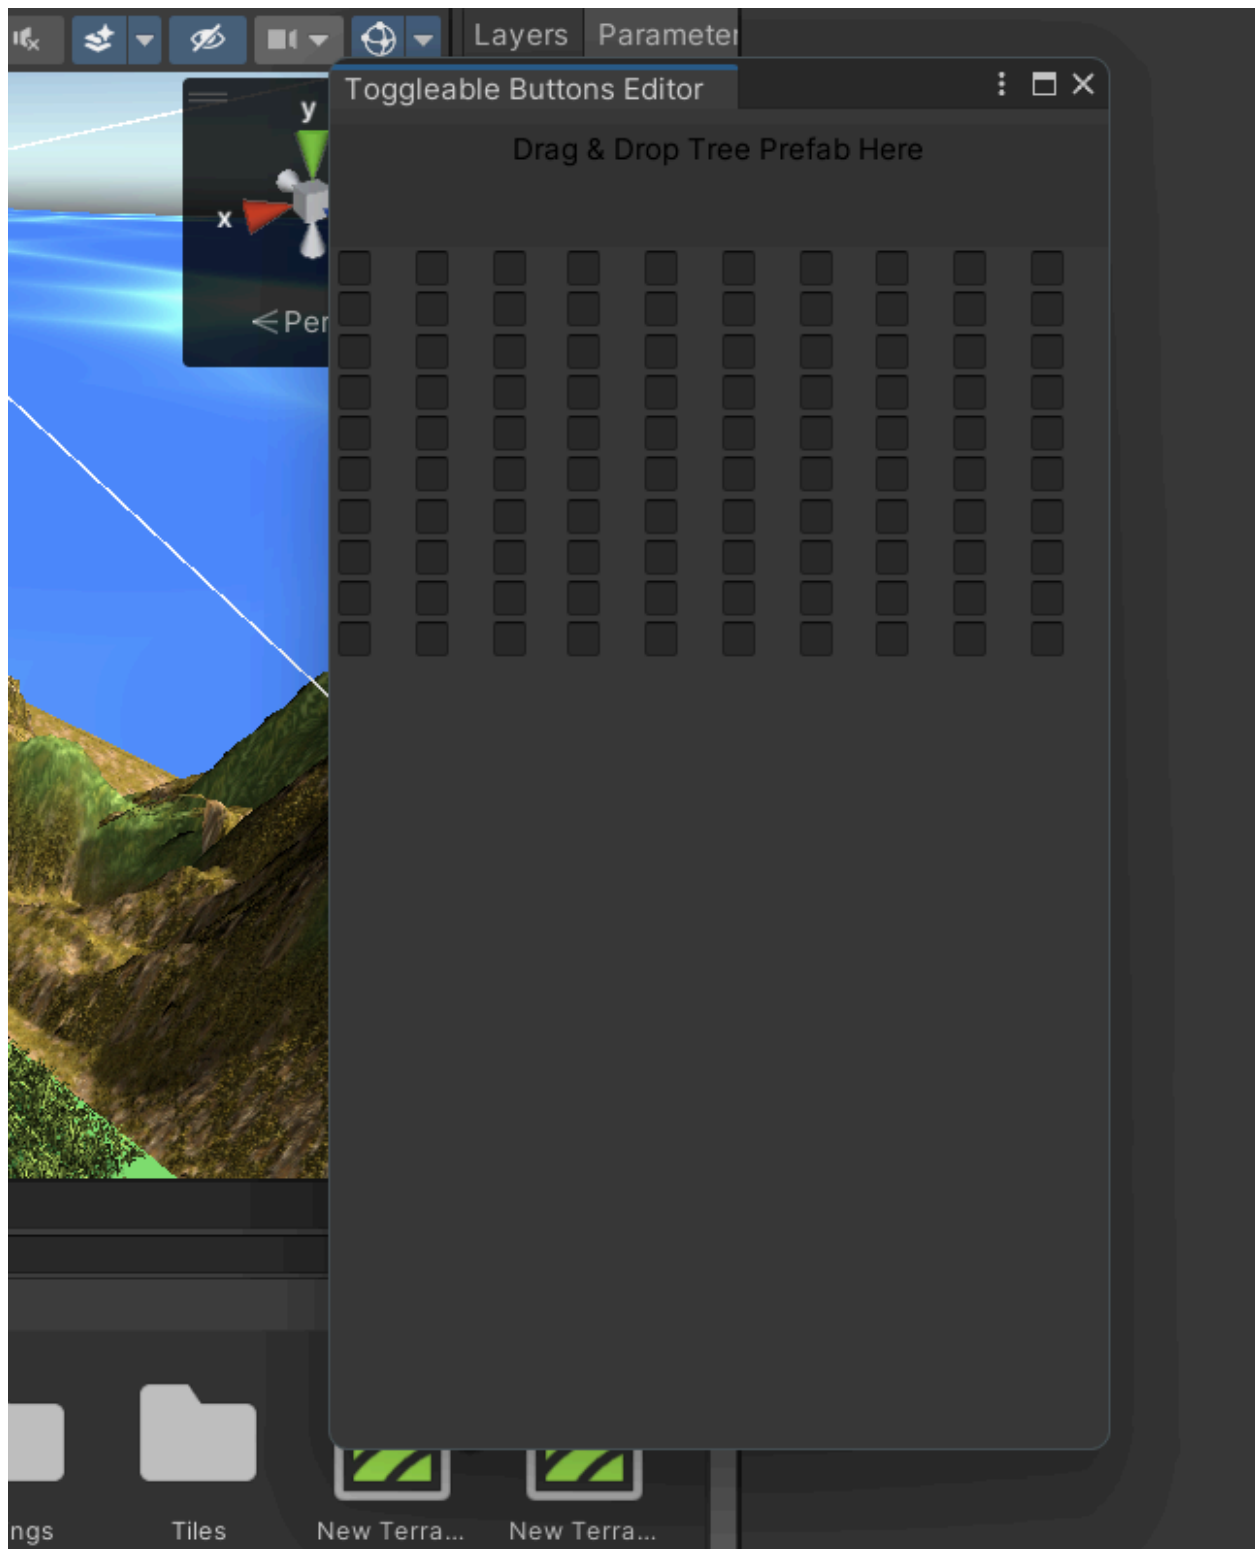 Layers Parameter
Toggleable Buttons Editor
Drag & Drop Tree Prefab Here
y
x
Per
ngs
Tiles
New Terra...
New Terra...